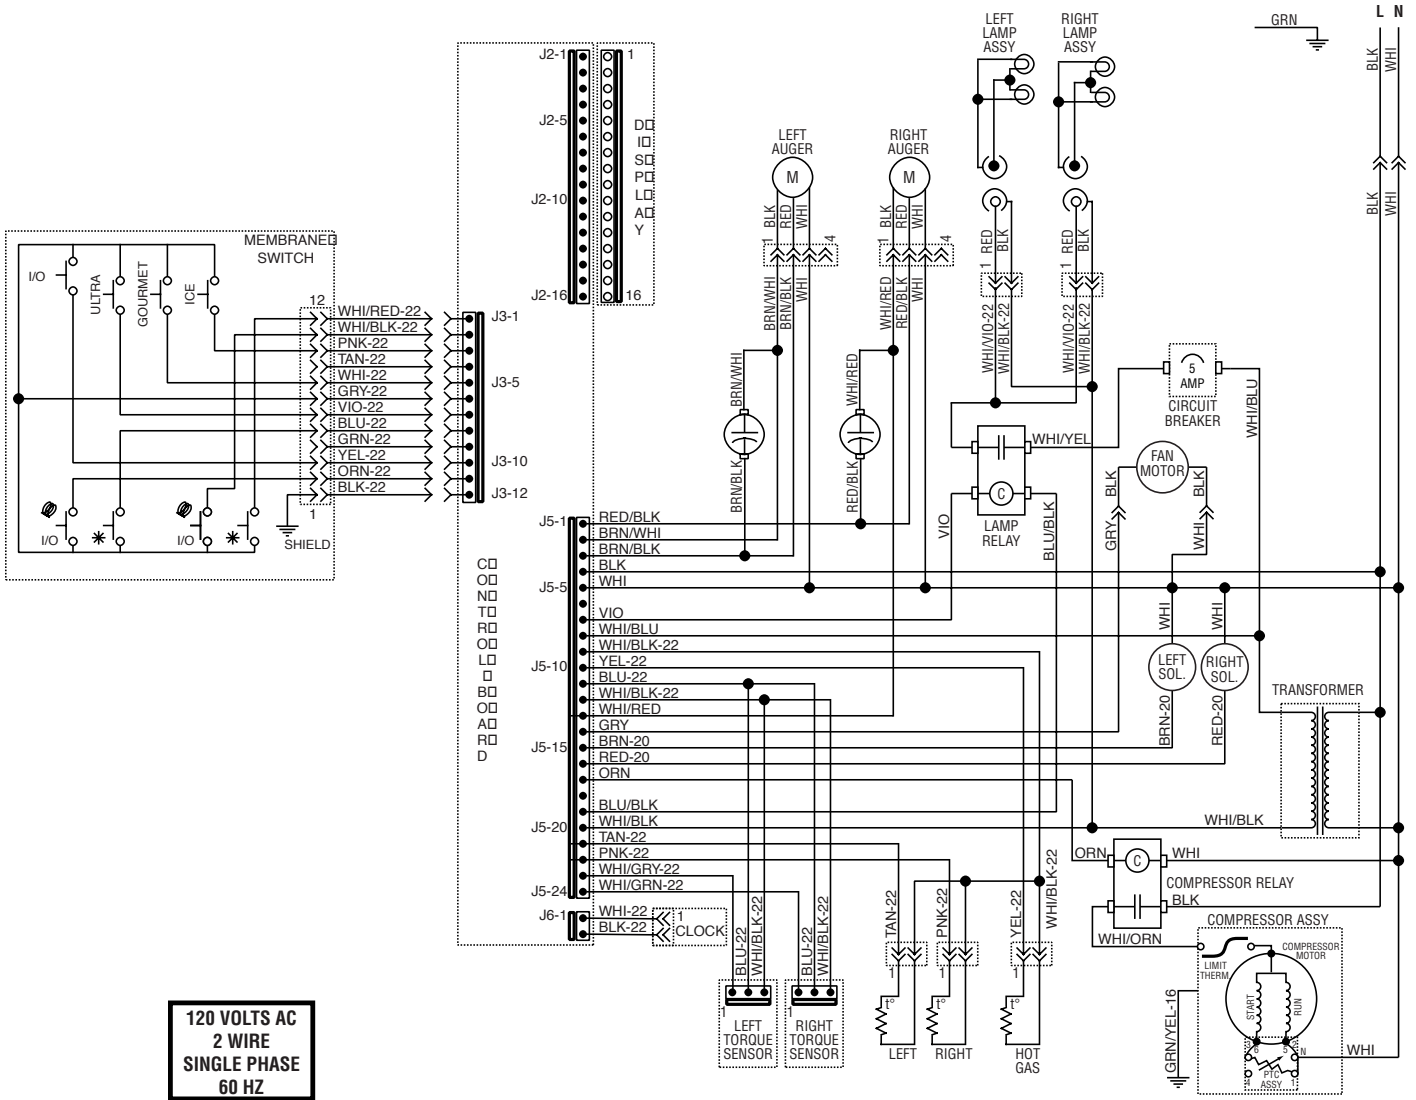 L N
GRN
BLK
WHI
BLK
WHI
LEFT
LAMP
ASSY
RIGHT
LAMP
ASSY
J2-1
J2-5
J2-10
J2-16
1
16
D□
I□
S□
P□
L□
A□
Y
LEFT
AUGER
M
RIGHT
AUGER
M
BLK
RED
WHI
1
4
BLK
RED
WHI
1
4
RED
BLK
1
RED
BLK
1
BRN/WHI
BRN/BLK
WHI
WHI/RED
RED/BLK
WHI
WHI/VIO-22
WHI/BLK-22
WHI/VIO-22
WHI/BLK-22
MEMBRANE□
SWITCH
I/O
ULTRA
GOURMET
ICE
12
1
SHIELD
I/O
I/O
WHI/RED-22
WHI/BLK-22
PNK-22
TAN-22
WHI-22
GRY-22
VIO-22
BLU-22
GRN-22
YEL-22
ORN-22
BLK-22
J3-1
J3-5
J3-10
J3-12
BRN/WHI
BRN/BLK
WHI/RED
RED/BLK
5
AMP
CIRCUIT
BREAKER
WHI/BLU
WHI/YEL
C
LAMP
RELAY
VIO
BLU/BLK
FAN
MOTOR
BLK
BLK
GRY
WHI
C□
O□
N□
T□
R□
O□
L□
□
B□
O□
A□
R□
D
J5-1
J5-5
J5-10
J5-15
J5-20
J5-24
J6-1
RED/BLK
BRN/WHI
BRN/BLK
BLK
WHI
VIO
WHI/BLU
WHI/BLK-22
YEL-22
BLU-22
WHI/BLK-22
WHI/RED
GRY
BRN-20
RED-20
ORN
BLU/BLK
WHI/BLK
TAN-22
PNK-22
WHI/GRY-22
WHI/GRN-22
WHI-22
BLK-22
1
CLOCK
WHI
WHI
LEFT
SOL.
RIGHT
SOL.
BRN-20
RED-20
TRANSFORMER
WHI/BLK
ORN
C
WHI
COMPRESSOR RELAY
BLK
WHI/ORN
COMPRESSOR ASSY
LIMIT
THERM.
COMPRESSOR
MOTOR
START
RUN
3
6
5
2
N
4
1
PTC
ASSY
WHI
GRN/YEL-16
BLU-22
WHI/BLK-22
BLU-22
WHI/BLK-22
1
LEFT
TORQUE
SENSOR
1
RIGHT
TORQUE
SENSOR
TAN-22
PNK-22
YEL-22
WHI/BLK-22
1
1
1
t°
t°
t°
LEFT
RIGHT
HOT
GAS
120 VOLTS AC
2 WIRE
SINGLE PHASE
60 HZ